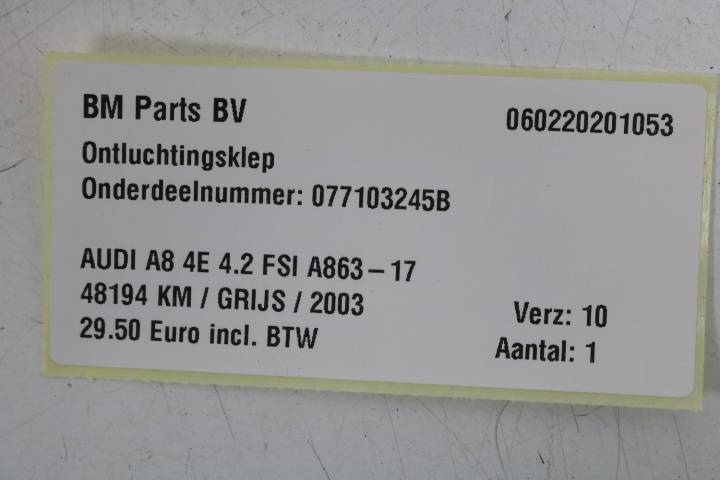 BM Parts BV
060220201053
Ontluchtingsklep
Onderdeelnummer: 077103245B
AUDI A8 4E 4.2 FSI A863-17
48194 KM / GRIJS / 2003
Verz: 10
29.50 Euro incl. BTW
Aantal: 1